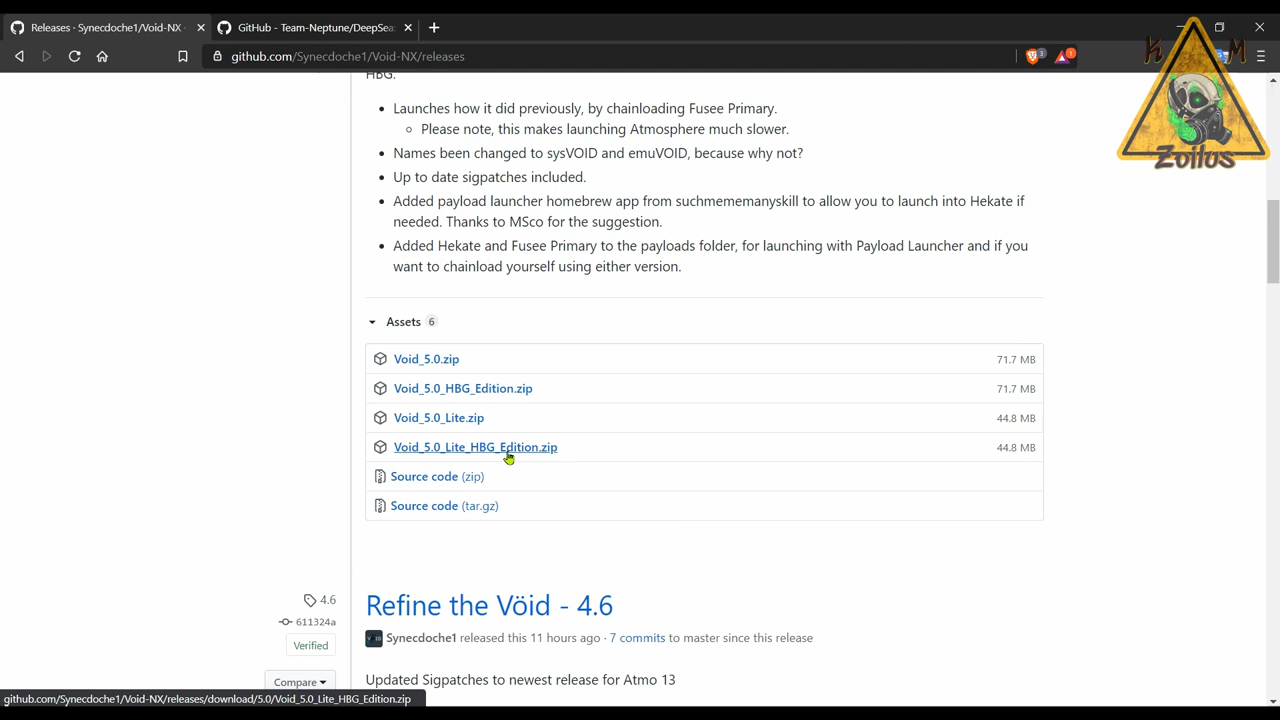 Releases · Synecdoche1/Void-NX
GitHub - Team-Neptune/DeepSea
github.com/Synecdoche1/Void-NX/releases
3
1
K M
Zoilus
HBG.
Launches how it did previously, by chainloading Fusee Primary.
Please note, this makes launching Atmosphere much slower.
Names been changed to sysVOID and emuVOID, because why not?
Up to date sigpatches included.
Added payload launcher homebrew app from suchmememanyskill to allow you to launch into Hekate if
needed. Thanks to MSco for the suggestion.
Added Hekate and Fusee Primary to the payloads folder, for launching with Payload Launcher and if you
want to chainload yourself using either version.
Assets 6
Void_5.0.zip 71.7 MB
Void_5.0_HBG_Edition.zip 71.7 MB
Void_5.0_Lite.zip 44.8 MB
Void_5.0_Lite_HBG_Edition.zip 44.8 MB
Source code (zip)
Source code (tar.gz)
4.6
611324a
Verified
Compare
Refine the Vöid - 4.6
Synecdoche1 released this 11 hours ago · 7 commits to master since this release
Updated Sigpatches to newest release for Atmo 13
github.com/Synecdoche1/Void-NX/releases/download/5.0/Void_5.0_Lite_HBG_Edition.zip